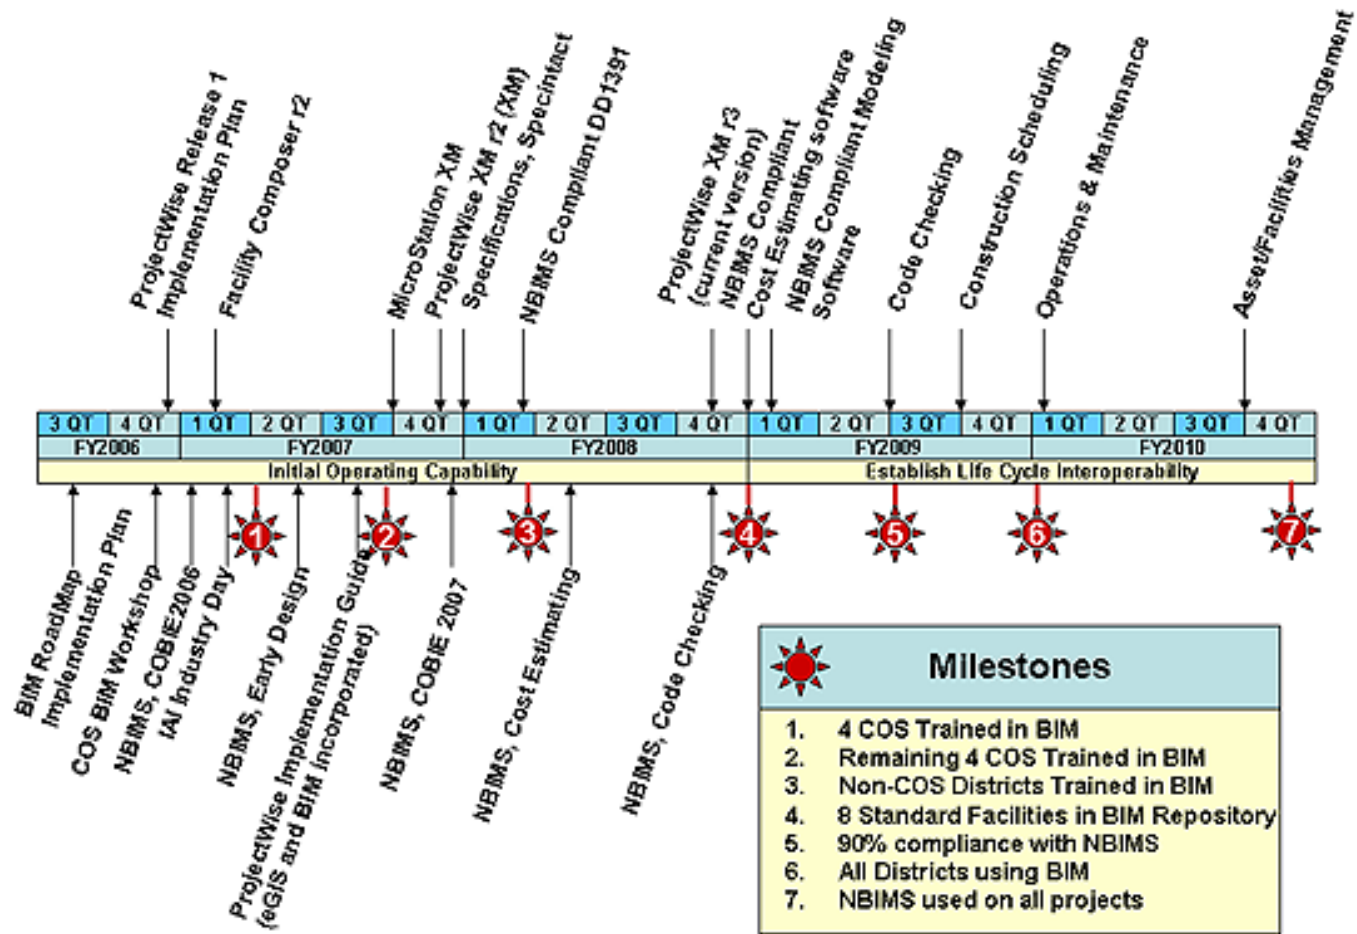 ProjectWise Release 1
Implementation Plan
Facility Composer r2
MicroStation XM
ProjectWise XM r2 (XM)
Specifications, Specintact
NBIMS Compliant DD1391
ProjectWise XM r3
(current version)
NBIMS Compliant
Cost Estimating software
NBIMS Compliant Modeling
Software
Code Checking
Construction Scheduling
Operations & Maintenance
Asset/Facilities Management
3 QT 4 QT 1 QT 2 QT 3 QT 4 QT 1 QT 2 QT 3 QT 4 QT 1 QT 2 QT 3 QT 4 QT 1 QT 2 QT 3 QT 4 QT
FY2006 FY2007 FY2008 FY2009 FY2010
Initial Operating Capability Establish Life Cycle Interoperability
1 2 3 4 5 6 7
BIM RoadMap
Implementation Plan
COS BIM Workshop
NBIMS, COBIE2006
IAI Industry Day
NBIMS, Early Design
ProjectWise Implementation Guide
(eGIS and BIM incorporated)
NBIMS, COBIE 2007
NBIMS, Cost Estimating
NBIMS, Code Checking
Milestones
1. 4 COS Trained in BIM
2. Remaining 4 COS Trained in BIM
3. Non-COS Districts Trained in BIM
4. 8 Standard Facilities in BIM Repository
5. 90% compliance with NBIMS
6. All Districts using BIM
7. NBIMS used on all projects